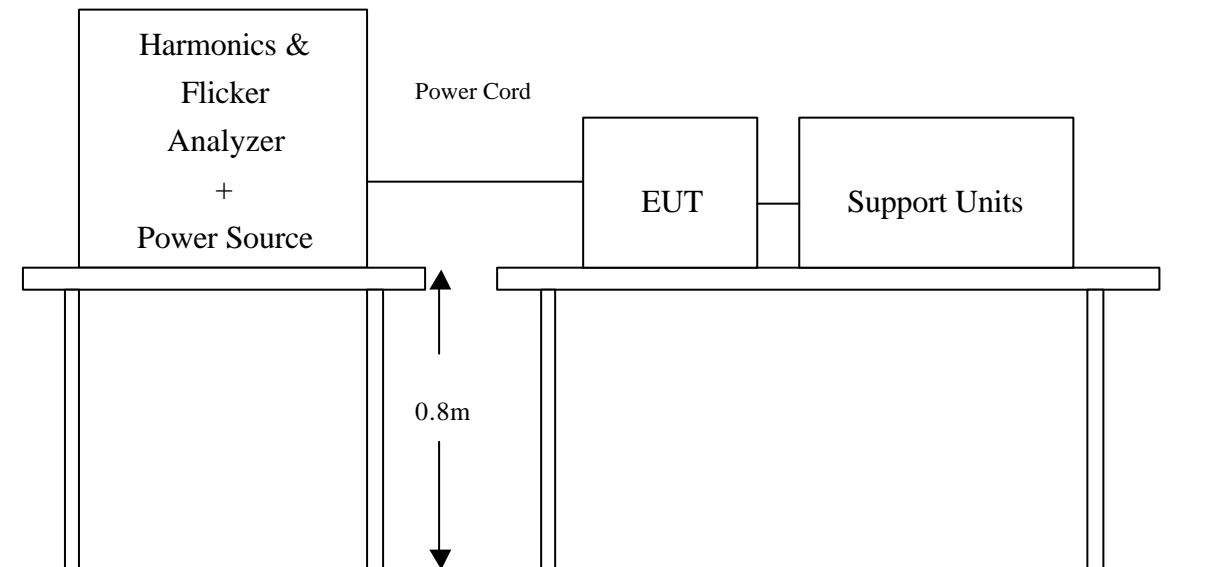 Harmonics &
Flicker
Analyzer
+
Power Source
Power Cord
EUT
Support Units
0.8m